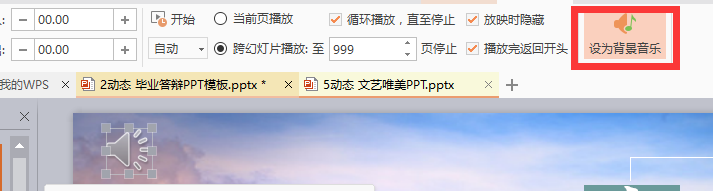 00.00 开始 当前页播放 循环播放，直至停止 放映时隐藏
00.00 自动 跨幻灯片播放: 至 999 页停止 播放完返回开头 设为背景音乐
我的WPS 2动态 毕业答辩PPT模板.pptx * 5动态 文艺唯美PPT.pptx